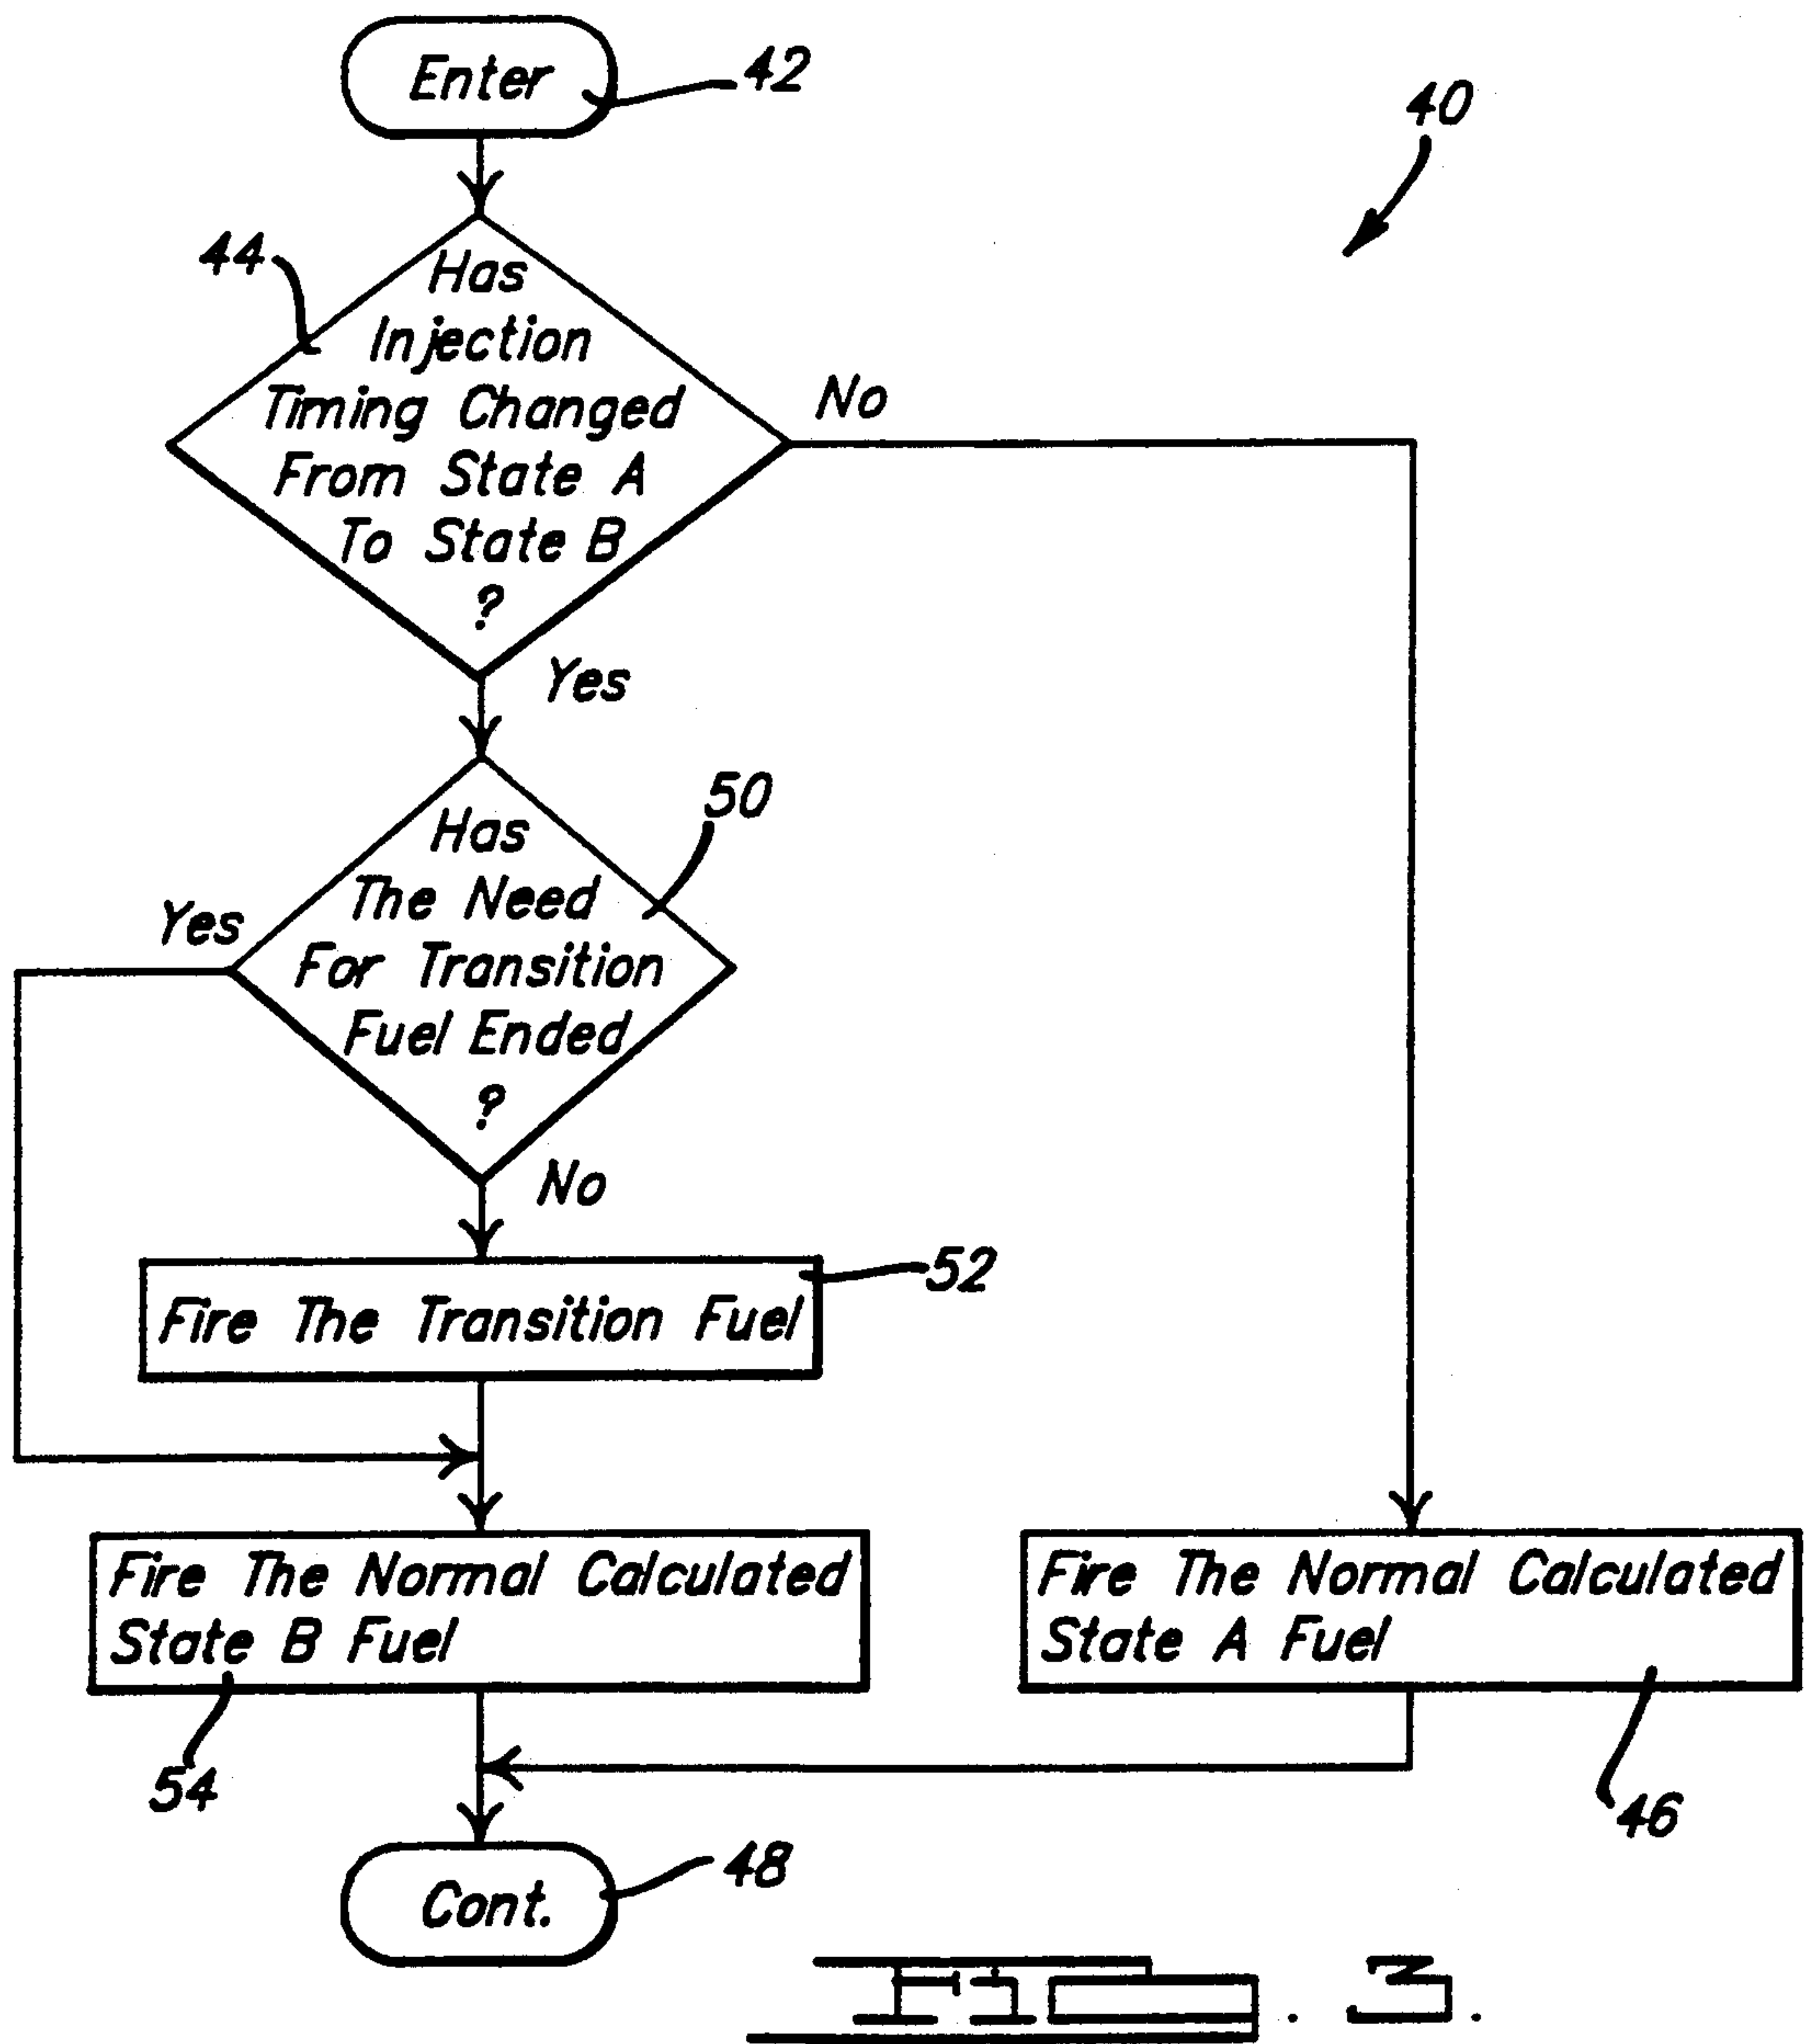 Enter
42
40
44
Has
Injection
Timing Changed
From State A
To State B
?
No
Yes
50
Has
The Need
For Transition
Fuel Ended
?
Yes
No
52
Fire The Transition Fuel
Fire The Normal Calculated
State B Fuel
54
Fire The Normal Calculated
State A Fuel
46
Cont.
48
FIG. 3.